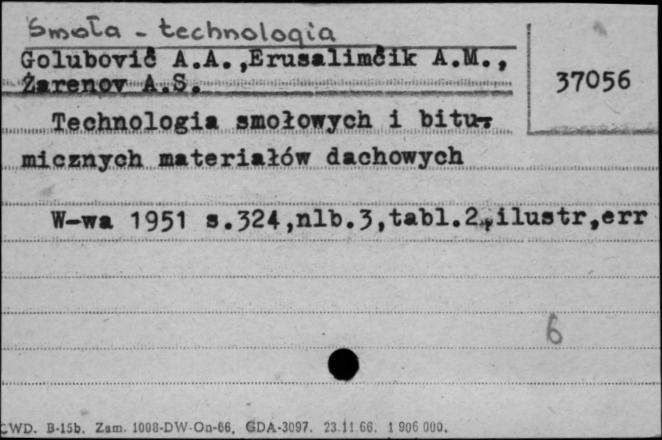 Smoła - technologia
Golubovič A.A.,Erusalimčik A.M.,
Žarenov A.S.
37056
Technologia smołowych i bitu-
micznych materiałów dachowych
W-wa 1951 s.324,nlb.3,tabl.2,ilustr,err
6
CWD. B-15b. Zam. 1008-DW-On-66. GDA-3097. 23.11.66. 1 906 000.